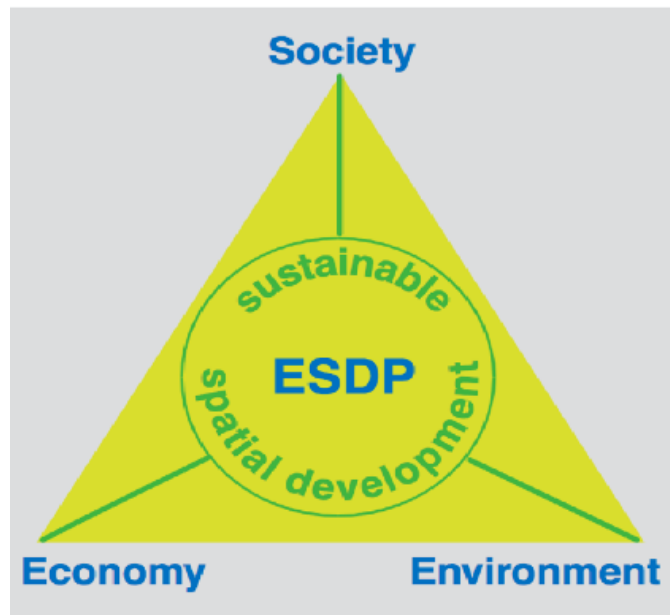 Society
sustainable
ESDP
spatial development
Economy
Environment